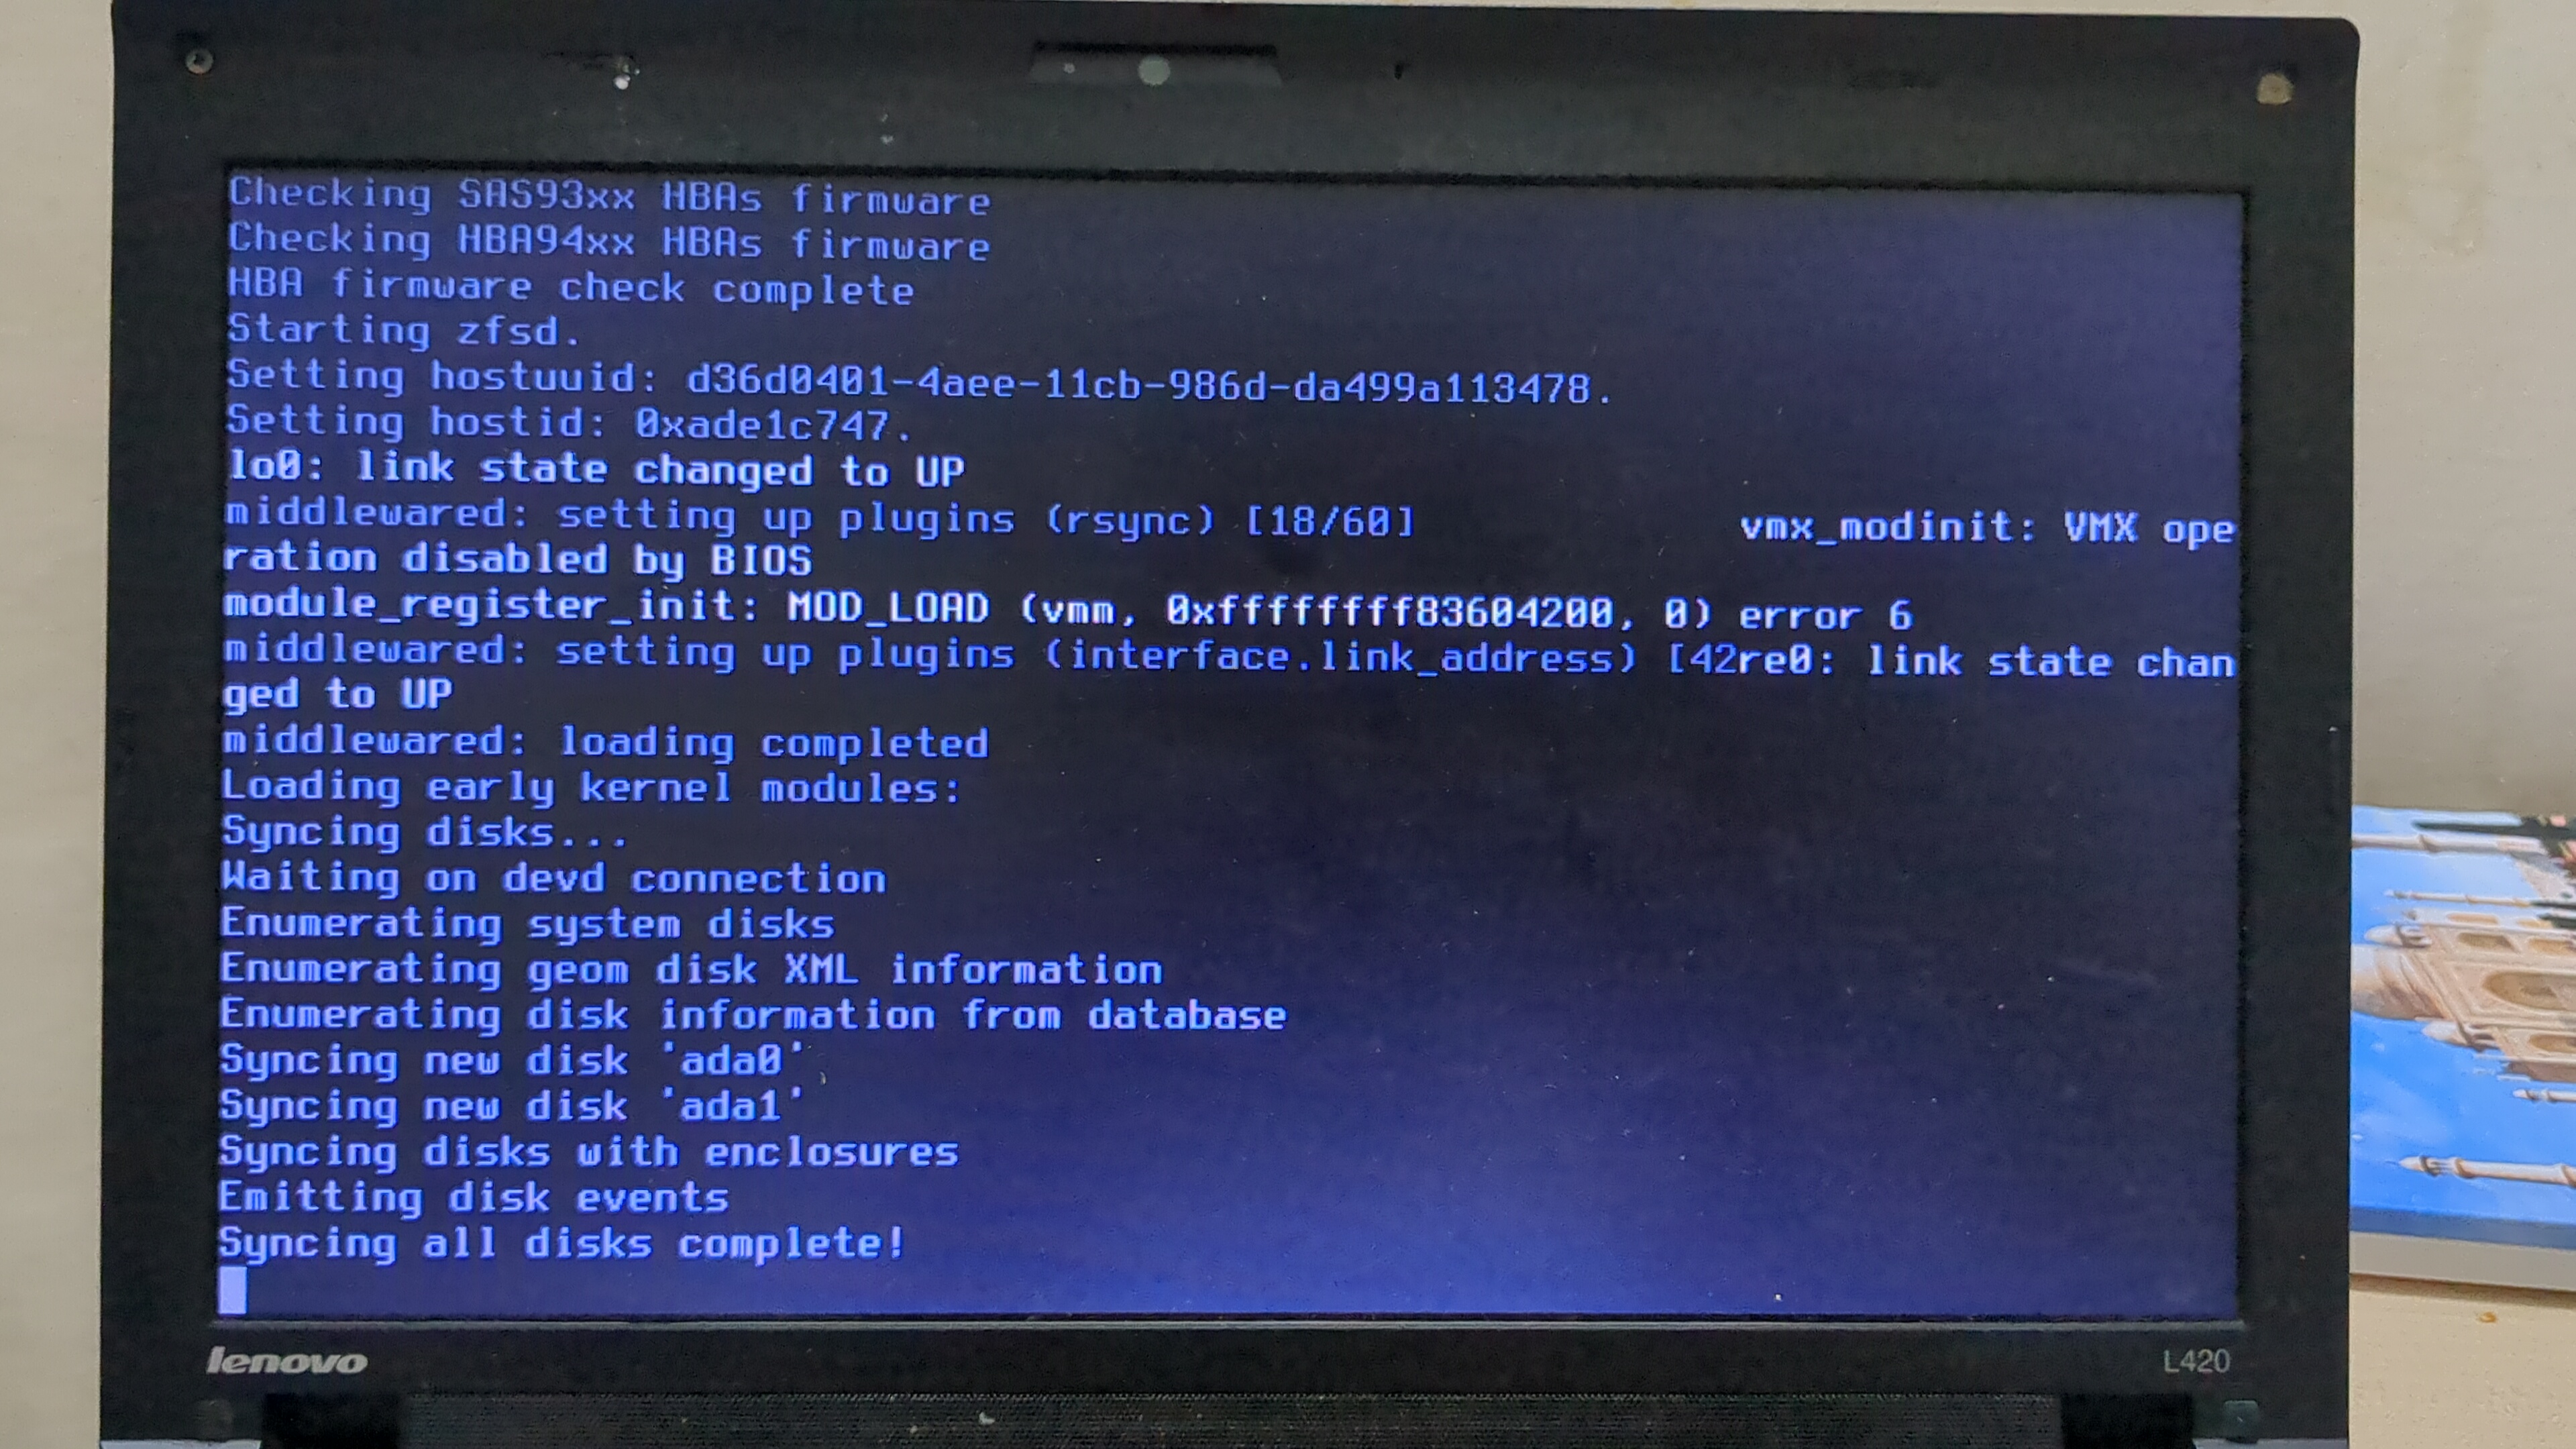 Checking SAS93xx HBAs firmware
Checking HBA94xx HBAs firmware
HBA firmware check complete
Starting zfsd.
Setting hostuuid: d36d0401-4aee-11cb-986d-da499a113478.
Setting hostid: 0xade1c747.
lo0: link state changed to UP
middlewared: setting up plugins (rsync) [18/60] vmx_modinit: VMX ope
ration disabled by BIOS
module_register_init: MOD_LOAD (vmm, 0xffffffff83604200, 0) error 6
middlewared: setting up plugins (interface.link_address) [42re0: link state chan
ged to UP
middlewared: loading completed
Loading early kernel modules:
Syncing disks...
Waiting on devd connection
Enumerating system disks
Enumerating geom disk XML information
Enumerating disk information from database
Syncing new disk 'ada0'
Syncing new disk 'ada1'
Syncing disks with enclosures
Emitting disk events
Syncing all disks complete!
lenovo
L420